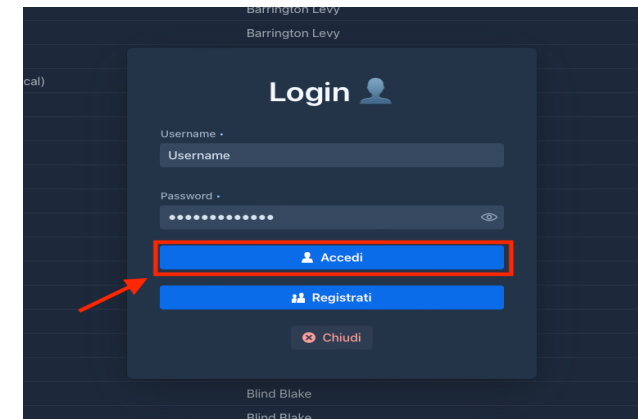 Barrington Levy
Barrington Levy
cal)
Login
Username •
Username
Password •
•••••••••••••
Accedi
Registrati
Chiudi
Blind Blake
Blind Blake